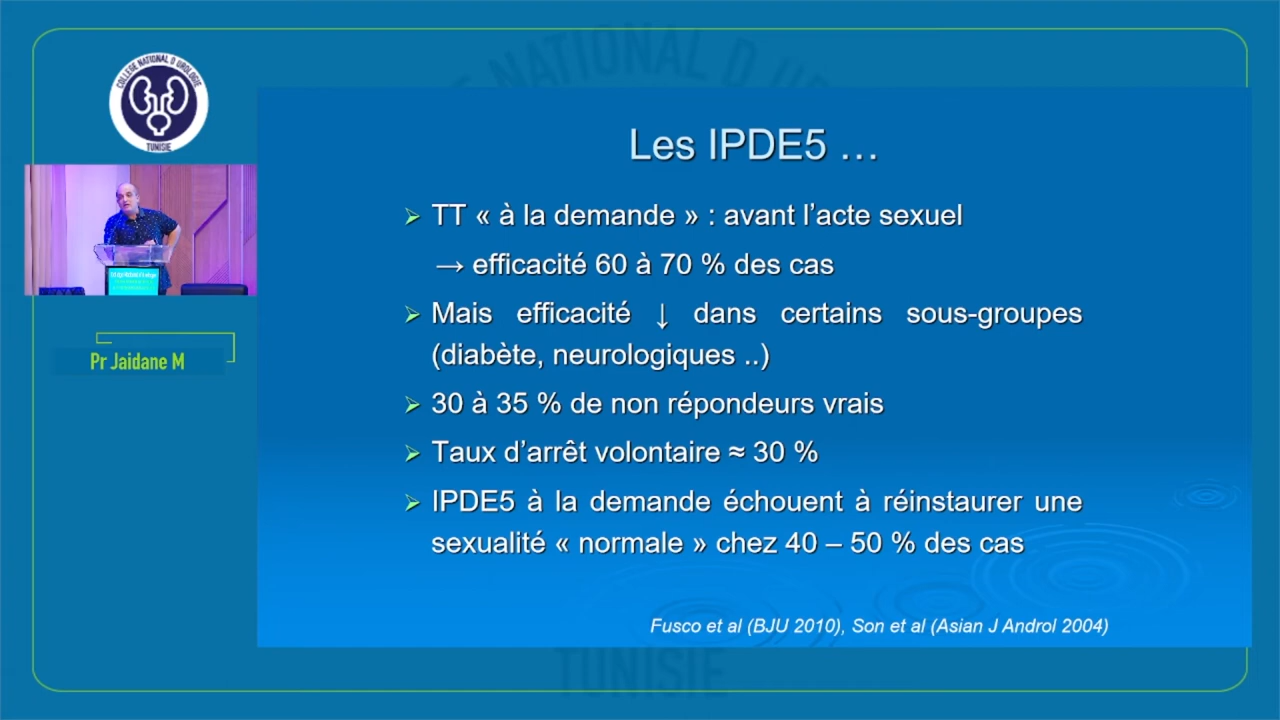 COLLÈGE NATIONAL D'UROLOGIE
TUNISIE
NATIONAL D
TUNISIE
Pr Jaidane M
Les IPDE5 …
➢ TT « à la demande » : avant l’acte sexuel
→ efficacité 60 à 70 % des cas
➢ Mais efficacité ↓ dans certains sous-groupes
(diabète, neurologiques ..)
➢ 30 à 35 % de non répondeurs vrais
➢ Taux d’arrêt volontaire ≈ 30 %
➢ IPDE5 à la demande échouent à réinstaurer une
sexualité « normale » chez 40 – 50 % des cas
Fusco et al (BJU 2010), Son et al (Asian J Androl 2004)